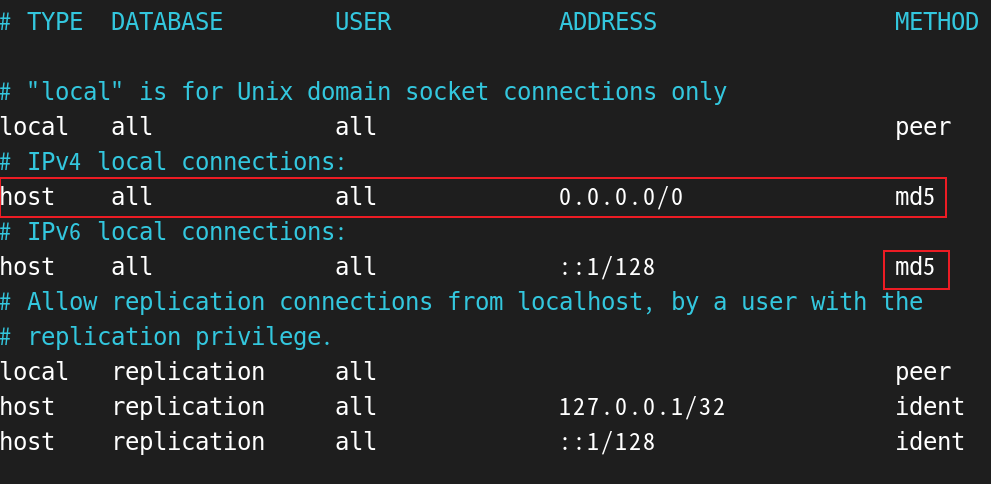 # TYPE  DATABASE        USER            ADDRESS                 METHOD
# "local" is for Unix domain socket connections only
local   all             all                                     peer
# IPv4 local connections:
host    all             all             0.0.0.0/0               md5
# IPv6 local connections:
host    all             all             ::1/128                 md5
# Allow replication connections from localhost, by a user with the
# replication privilege.
local   replication     all                                     peer
host    replication     all             127.0.0.1/32            ident
host    replication     all             ::1/128                 ident